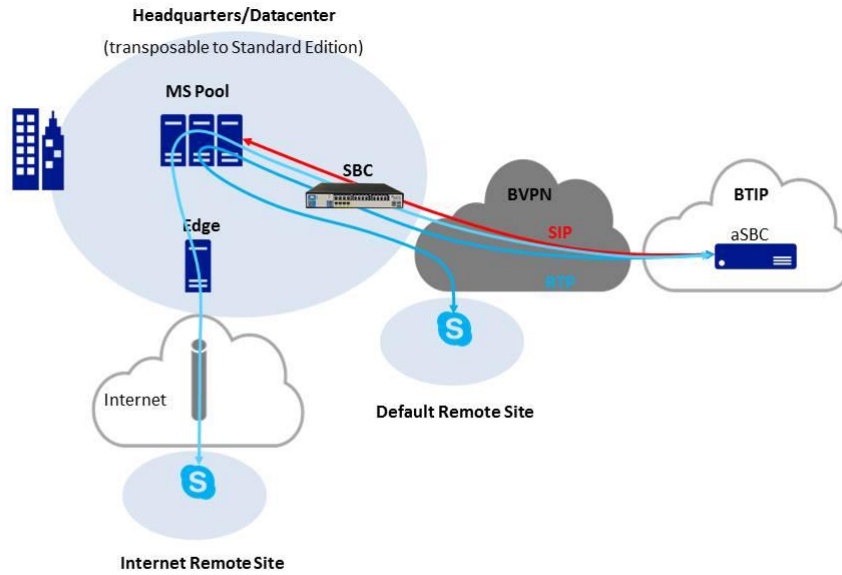 Headquarters/Datacenter
(transposable to Standard Edition)
MS Pool
SBC
BVPN
BTIP
SIP
aSBC
Edge
RTP
Internet
Default Remote Site
Internet Remote Site